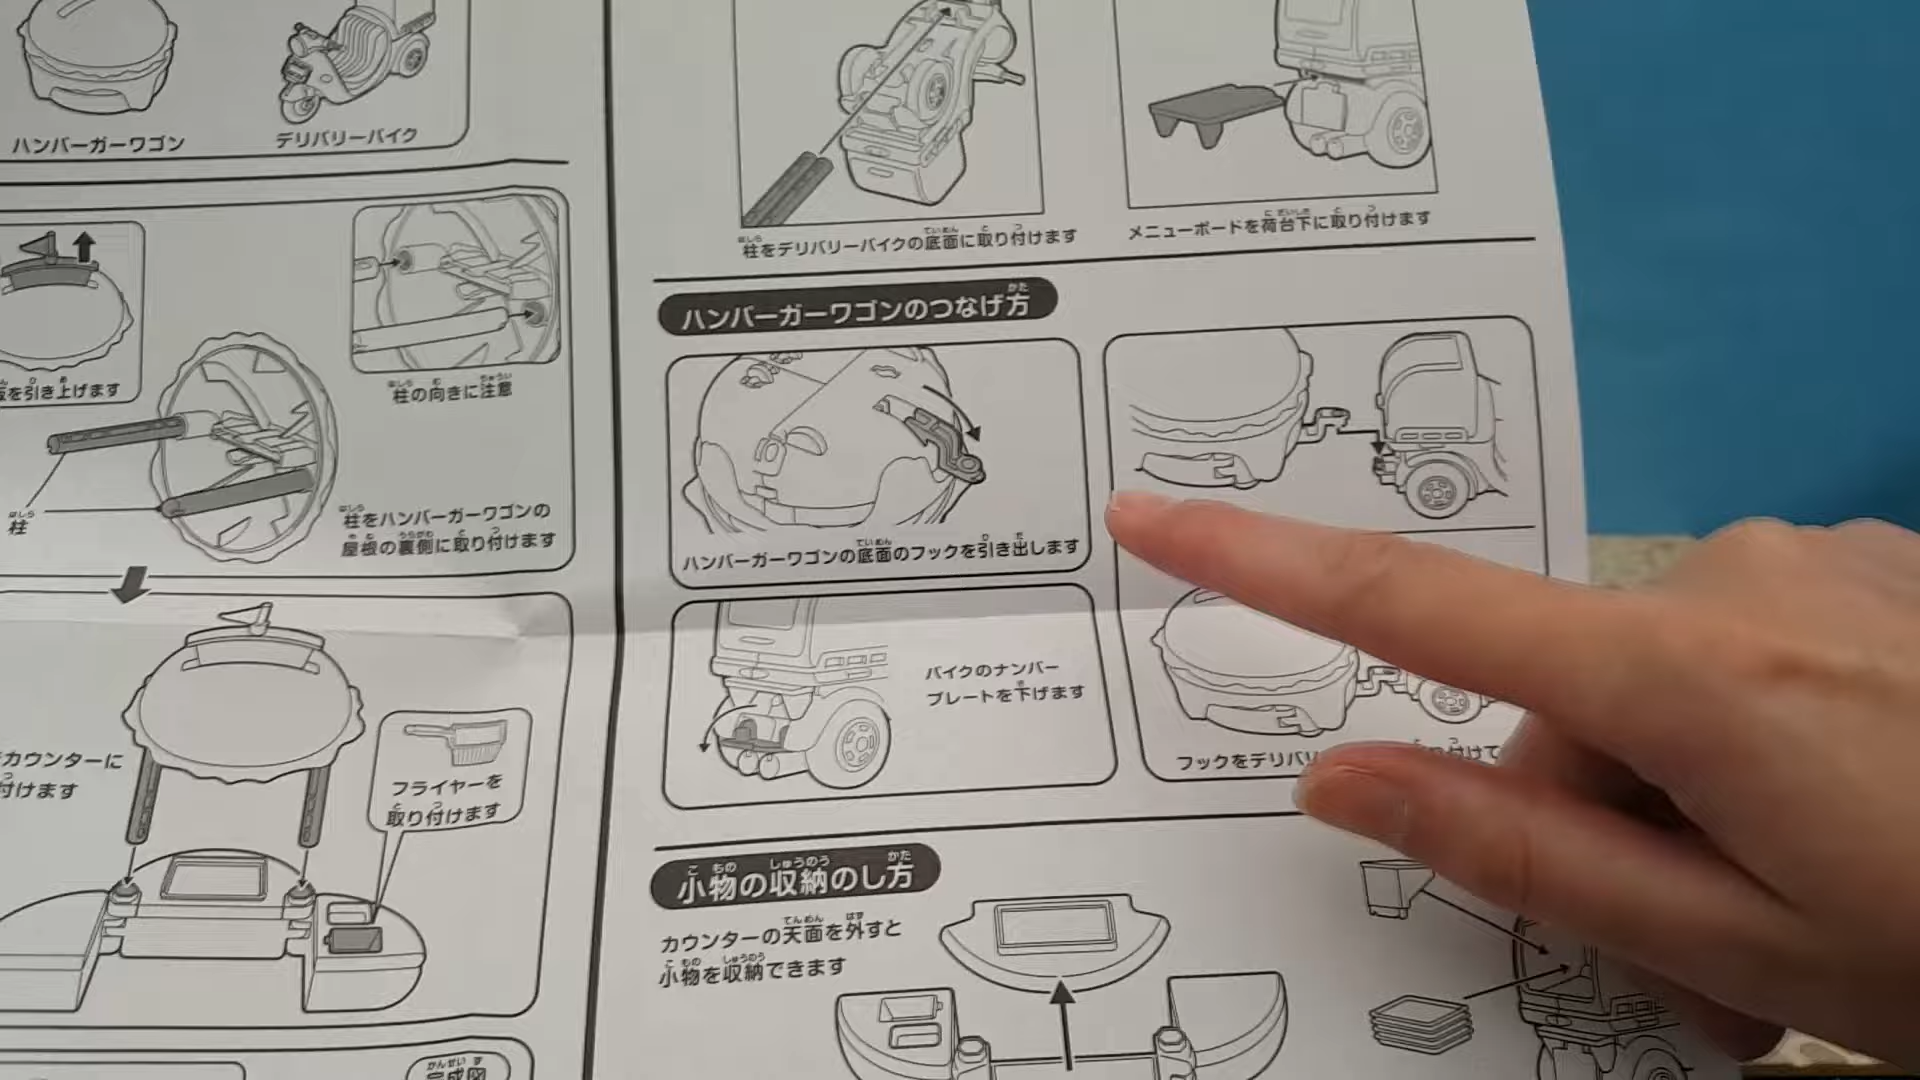 ハンバーガーワゴン
デリバリーバイク
を引き上げます
柱の向きに注意
柱
柱をハンバーガーワゴンの
屋根の裏側に取り付けます
カウンターに
付けます
フライヤーを
取り付けます
完成図
柱をデリバリーバイクの底面に取り付けます
メニューボードを荷台下に取り付けます
ハンバーガーワゴンのつなげ方
ハンバーガーワゴンの底面のフックを引き出します
バイクのナンバー
プレートを下げます
フックをデリバリ
付けて
小物の収納のし方
カウンターの天面を外すと
小物を収納できます